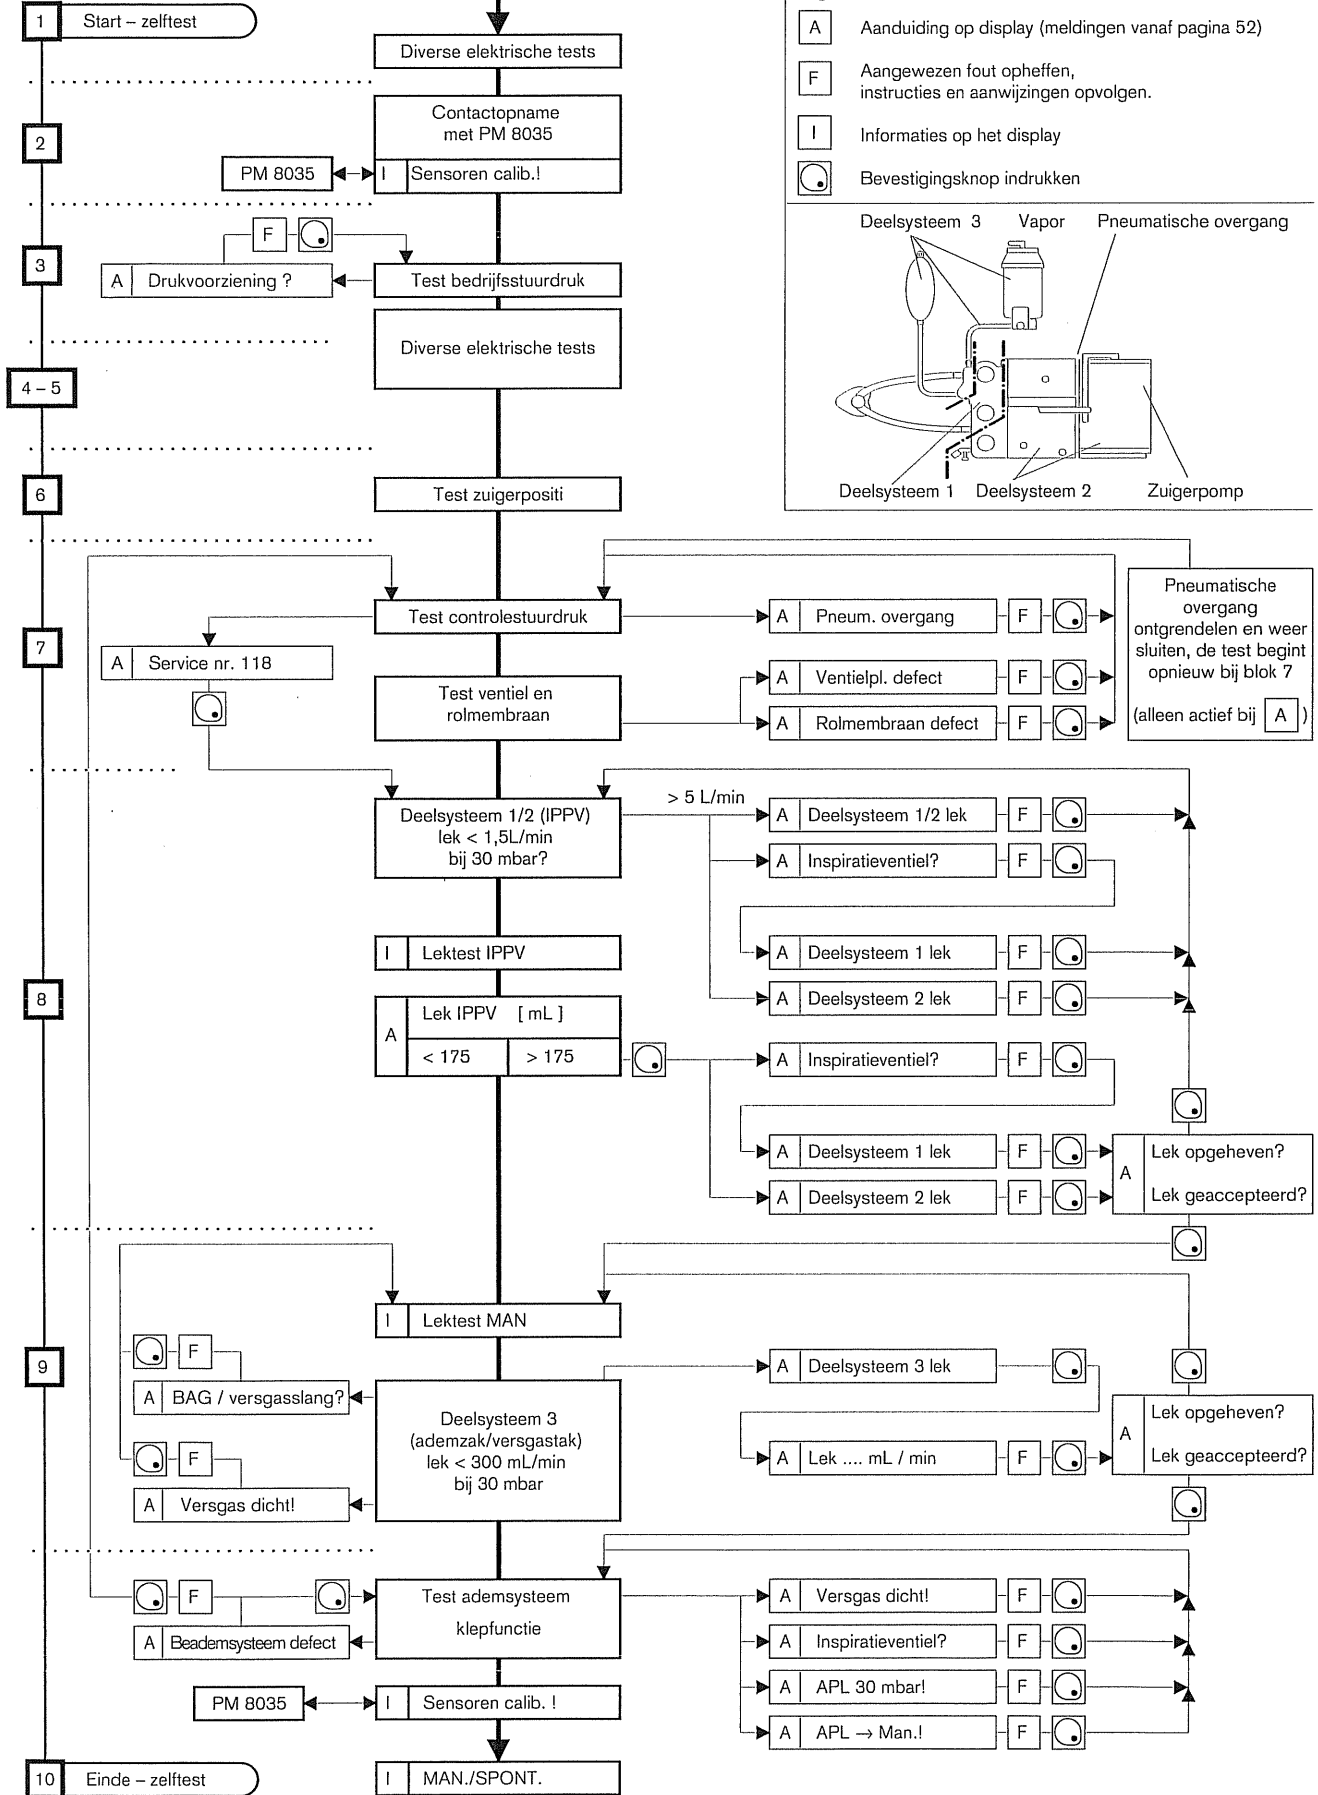 1 Start – zelftest
Diverse elektrische tests
2
Contactopname
met PM 8035
PM 8035
I Sensoren calib.!
3
F
A Drukvoorziening ?
Test bedrijfsstuurdruk
Diverse elektrische tests
4 – 5
6
Test zuigerpositi
A Aanduiding op display (meldingen vanaf pagina 52)
F Aangewezen fout opheffen,
instructies en aanwijzingen opvolgen.
I Informaties op het display
Bevestigingsknop indrukken
Deelsysteem 3 Vapor Pneumatische overgang
Deelsysteem 1 Deelsysteem 2 Zuigerpomp
7
Test controlestuurdruk
A Service nr. 118
Test ventiel en
rolmembraan
A Pneum. overgang F
A Ventielpl. defect F
A Rolmembraan defect F
Pneumatische
overgang
ontgrendelen en weer
sluiten, de test begint
opnieuw bij blok 7
(alleen actief bij A )
8
Deelsysteem 1/2 (IPPV)
lek < 1,5L/min
bij 30 mbar?
> 5 L/min
A Deelsysteem 1/2 lek F
A Inspiratieventiel? F
A Deelsysteem 1 lek F
A Deelsysteem 2 lek F
I Lektest IPPV
A Lek IPPV [ mL ]
< 175 > 175
A Inspiratieventiel? F
A Deelsysteem 1 lek F
A Deelsysteem 2 lek F
A Lek opgeheven?
Lek geaccepteerd?
9
I Lektest MAN
F
A BAG / versgasslang?
F
A Versgas dicht!
Deelsysteem 3
(ademzak/versgastak)
lek < 300 mL/min
bij 30 mbar
A Deelsysteem 3 lek
A Lek .... mL / min F
A Lek opgeheven?
Lek geaccepteerd?
F
A Beademsysteem defect
Test ademsysteem
klepfunctie
A Versgas dicht! F
A Inspiratieventiel? F
A APL 30 mbar! F
A APL → Man.! F
PM 8035
I Sensoren calib. !
10 Einde – zelftest
I MAN./SPONT.